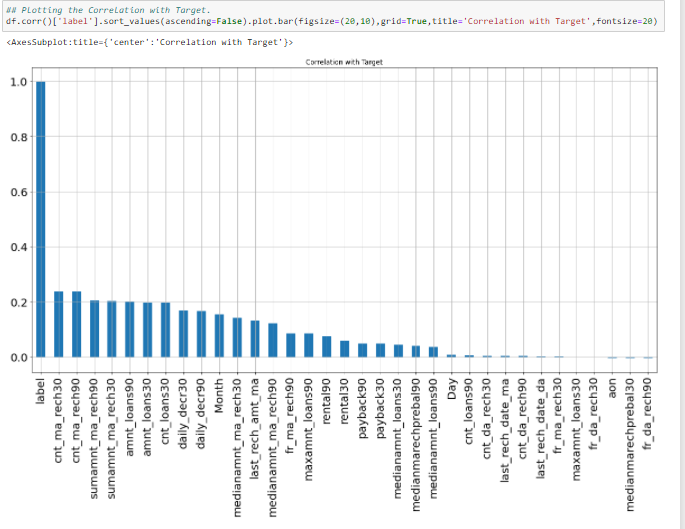 ## Plotting the Correlation with Target.
df.corr()['label'].sort_values(ascending=False).plot.bar(figsize=(20,10),grid=True,title='Correlation with Target',fontsize=20)
<AxesSubplot:title={'center':'Correlation with Target'}>
Correlation with Target
1.0
0.8
0.6
0.4
0.2
0.0
label
cnt_ma_rech30
cnt_ma_rech90
sumamnt_ma_rech90
sumamnt_ma_rech30
amnt_loans90
amnt_loans30
cnt_loans30
daily_decr30
daily_decr90
Month
medianamnt_ma_rech30
last_rech_amt_ma
medianamnt_ma_rech90
fr_ma_rech90
maxamnt_loans90
rental90
rental30
payback90
payback30
medianamnt_loans30
medianmarechprebal90
medianamnt_loans90
Day
cnt_loans90
cnt_da_rech30
last_rech_date_ma
cnt_da_rech90
last_rech_date_da
fr_ma_rech30
maxamnt_loans30
fr_da_rech30
aon
medianmarechprebal30
fr_da_rech90